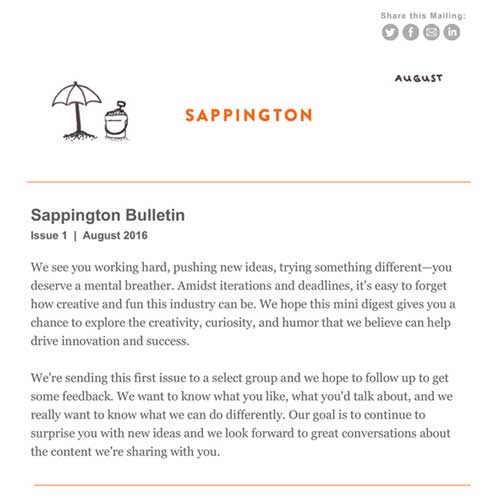 Share this Mailing:
AUGUST
SAPPINGTON
Sappington Bulletin
Issue 1 | August 2016
We see you working hard, pushing new ideas, trying something different—you
deserve a mental breather. Amidst iterations and deadlines, it's easy to forget
how creative and fun this industry can be. We hope this mini digest gives you a
chance to explore the creativity, curiosity, and humor that we believe can help
drive innovation and success.
We're sending this first issue to a select group and we hope to follow up to get
some feedback. We want to know what you like, what you'd talk about, and we
really want to know what we can do differently. Our goal is to continue to
surprise you with new ideas and we look forward to great conversations about
the content we're sharing with you.